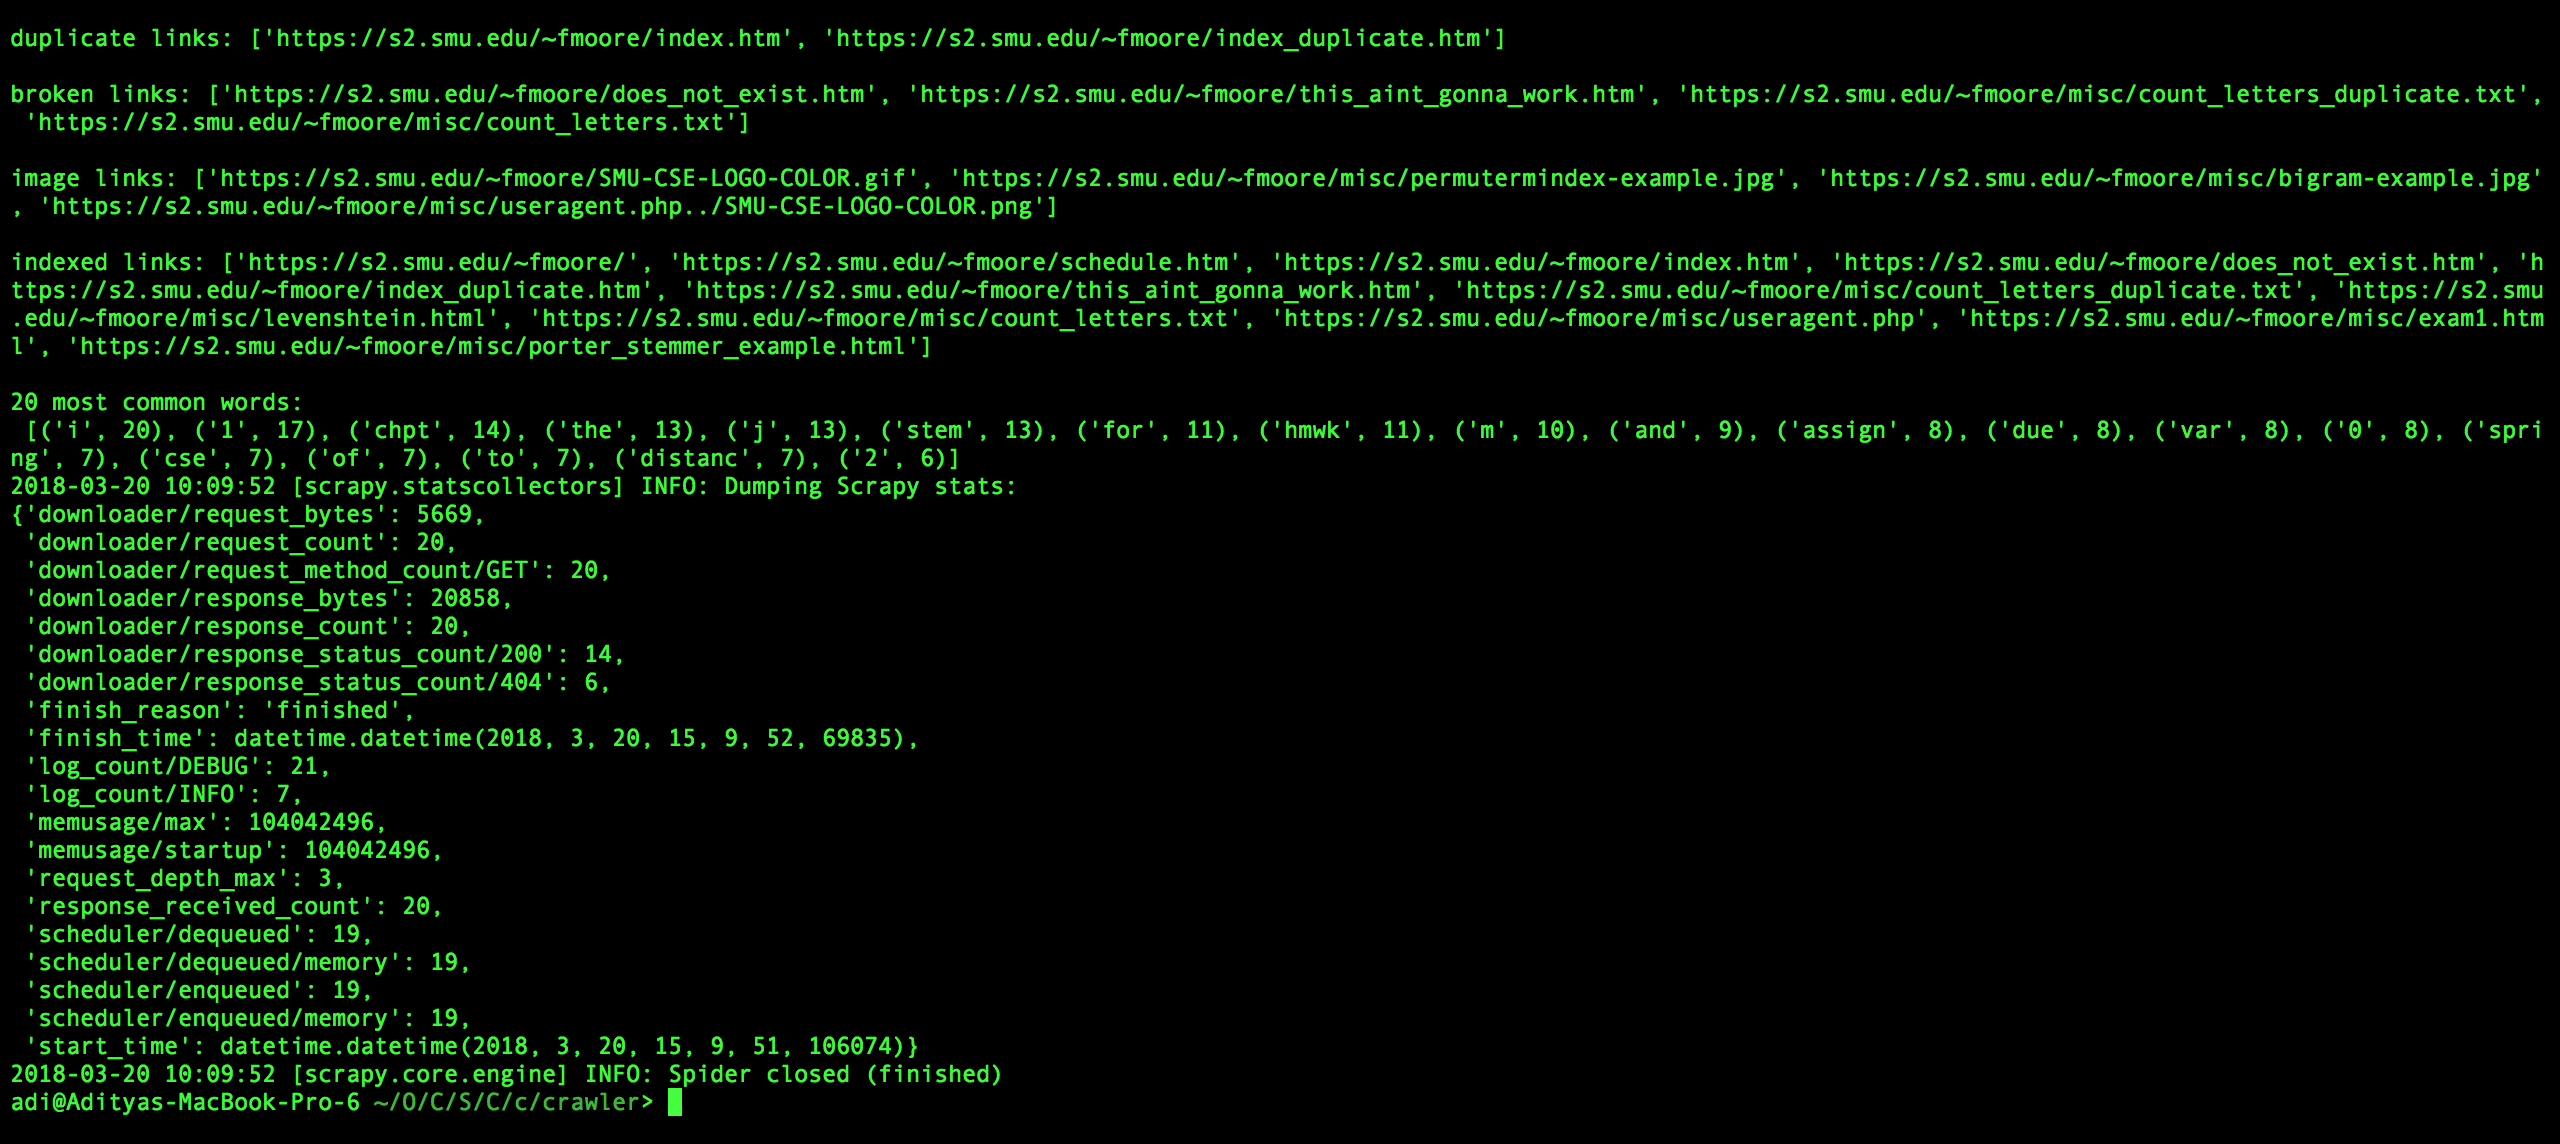 duplicate links: ['https://s2.smu.edu/~fmoore/index.htm', 'https://s2.smu.edu/~fmoore/index_duplicate.htm']
broken links: ['https://s2.smu.edu/~fmoore/does_not_exist.htm', 'https://s2.smu.edu/~fmoore/this_aint_gonna_work.htm', 'https://s2.smu.edu/~fmoore/misc/count_letters_duplicate.txt',
 'https://s2.smu.edu/~fmoore/misc/count_letters.txt']
image links: ['https://s2.smu.edu/~fmoore/SMU-CSE-LOGO-COLOR.gif', 'https://s2.smu.edu/~fmoore/misc/permutermindex-example.jpg', 'https://s2.smu.edu/~fmoore/misc/bigram-example.jpg'
, 'https://s2.smu.edu/~fmoore/misc/useragent.php../SMU-CSE-LOGO-COLOR.png']
indexed links: ['https://s2.smu.edu/~fmoore/', 'https://s2.smu.edu/~fmoore/schedule.htm', 'https://s2.smu.edu/~fmoore/index.htm', 'https://s2.smu.edu/~fmoore/does_not_exist.htm', 'h
ttps://s2.smu.edu/~fmoore/index_duplicate.htm', 'https://s2.smu.edu/~fmoore/this_aint_gonna_work.htm', 'https://s2.smu.edu/~fmoore/misc/count_letters_duplicate.txt', 'https://s2.smu
.edu/~fmoore/misc/levenshtein.html', 'https://s2.smu.edu/~fmoore/misc/count_letters.txt', 'https://s2.smu.edu/~fmoore/misc/useragent.php', 'https://s2.smu.edu/~fmoore/misc/exam1.htm
l', 'https://s2.smu.edu/~fmoore/misc/porter_stemmer_example.html']
20 most common words:
 [('i', 20), ('1', 17), ('chpt', 14), ('the', 13), ('j', 13), ('stem', 13), ('for', 11), ('hmwk', 11), ('m', 10), ('and', 9), ('assign', 8), ('due', 8), ('var', 8), ('0', 8), ('spri
ng', 7), ('cse', 7), ('of', 7), ('to', 7), ('distanc', 7), ('2', 6)]
2018-03-20 10:09:52 [scrapy.statscollectors] INFO: Dumping Scrapy stats:
{'downloader/request_bytes': 5669,
 'downloader/request_count': 20,
 'downloader/request_method_count/GET': 20,
 'downloader/response_bytes': 20858,
 'downloader/response_count': 20,
 'downloader/response_status_count/200': 14,
 'downloader/response_status_count/404': 6,
 'finish_reason': 'finished',
 'finish_time': datetime.datetime(2018, 3, 20, 15, 9, 52, 69835),
 'log_count/DEBUG': 21,
 'log_count/INFO': 7,
 'memusage/max': 104042496,
 'memusage/startup': 104042496,
 'request_depth_max': 3,
 'response_received_count': 20,
 'scheduler/dequeued': 19,
 'scheduler/dequeued/memory': 19,
 'scheduler/enqueued': 19,
 'scheduler/enqueued/memory': 19,
 'start_time': datetime.datetime(2018, 3, 20, 15, 9, 51, 106074)}
2018-03-20 10:09:52 [scrapy.core.engine] INFO: Spider closed (finished)
adi@Adityas-MacBook-Pro-6 ~/O/C/S/C/c/crawler>